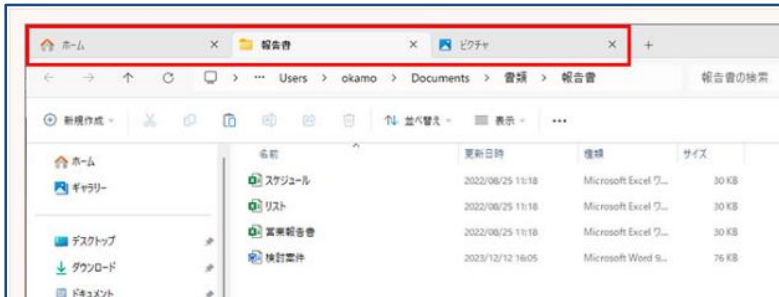 ホーム × 報告書 × ピクチャ × +
← → ↑ > … Users > okamo > Documents > 書類 > 報告書 報告書の検索
新規作成 並べ替え 表示 …
名前 更新日時 種類 サイズ
ホーム
ギャラリー
デスクトップ
ダウンロード
ドキュメント
スケジュール 2022/08/25 11:18 Microsoft Excel ワ... 30 KB
リスト 2022/08/25 11:18 Microsoft Excel ワ... 30 KB
営業報告書 2022/08/25 11:18 Microsoft Excel ワ... 30 KB
検討案件 2023/12/12 16:05 Microsoft Word 9... 76 KB